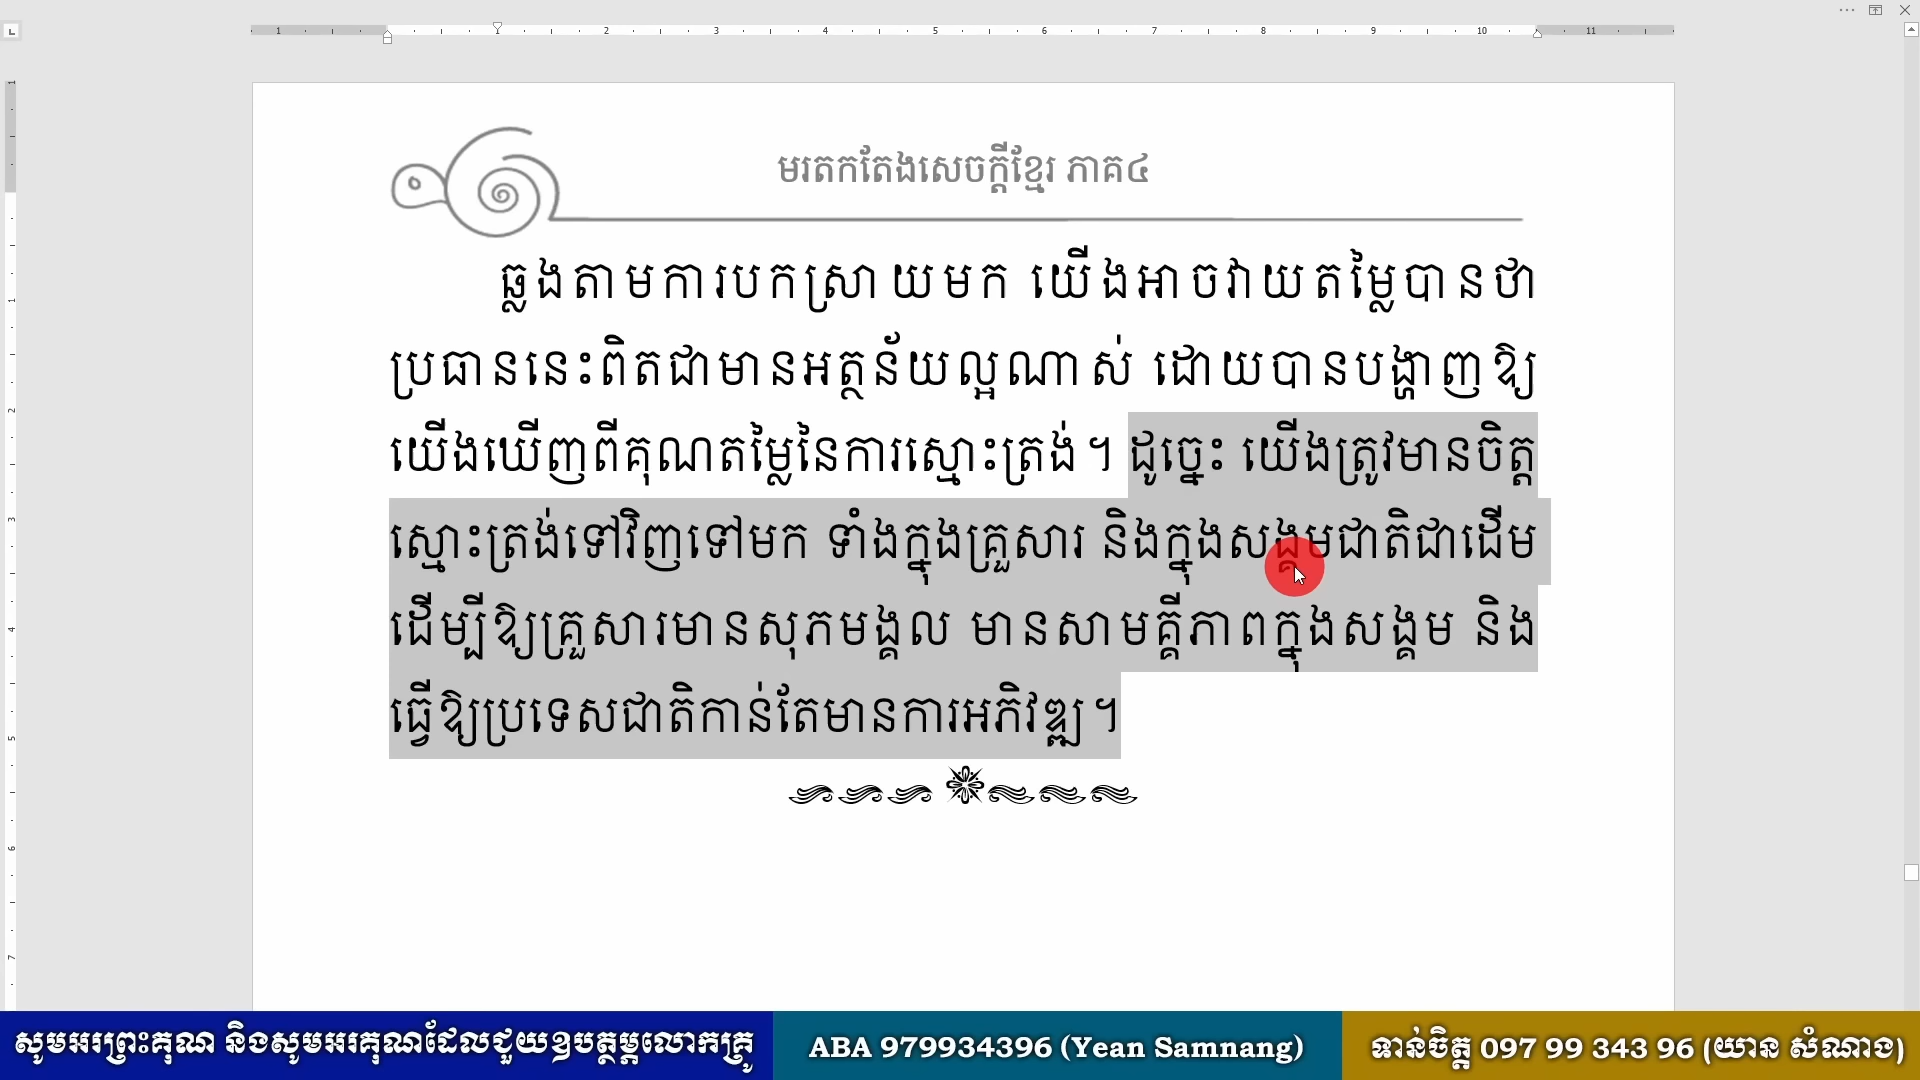 មរតកតែងសេចក្តីខ្មែរ ភាគ៤
ឆ្លងតាមការបកស្រាយមក យើងអាចវាយតម្លៃបានថា
ប្រធាននេះពិតជាមានអត្ថន័យល្អណាស់ ដោយបានបង្ហាញឱ្យ
យើងឃើញពីគុណតម្លៃនៃការស្មោះត្រង់។ ដូច្នេះ យើងត្រូវមានចិត្ត
ស្មោះត្រង់ទៅវិញទៅមក ទាំងក្នុងគ្រួសារ និងក្នុងសង្គមជាតិជាដើម
ដើម្បីឱ្យគ្រួសារមានសុភមង្គល មានសាមគ្គីភាពក្នុងសង្គម និង
ធ្វើឱ្យប្រទេសជាតិកាន់តែមានការអភិវឌ្ឍ។
សូមអរព្រះគុណ និងសូមអរគុណដែលជួយឧបត្ថម្ភលោកគ្រូ
ABA 979934396 (Yean Samnang)
ទាន់ចិត្ត 097 99 343 96 (យាន សំណាង)